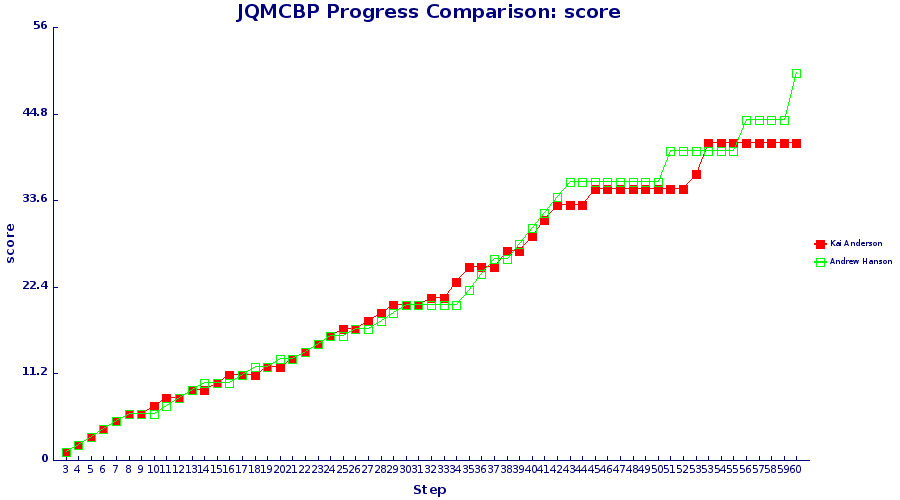 JQMCBP Progress Comparison: score
56
44.8
33.6
22.4
11.2
0
score
3 4 5 6 7 8 9 10 11 12 13 14 15 16 17 18 19 20 21 22 23 24 25 26 27 28 29 30 31 32 33 34 35 36 37 38 39 40 41 42 43 44 45 46 47 48 49 50 51 52 53 54 55 56 57 58 59 60
Step
Kai Anderson
Andrew Hanson